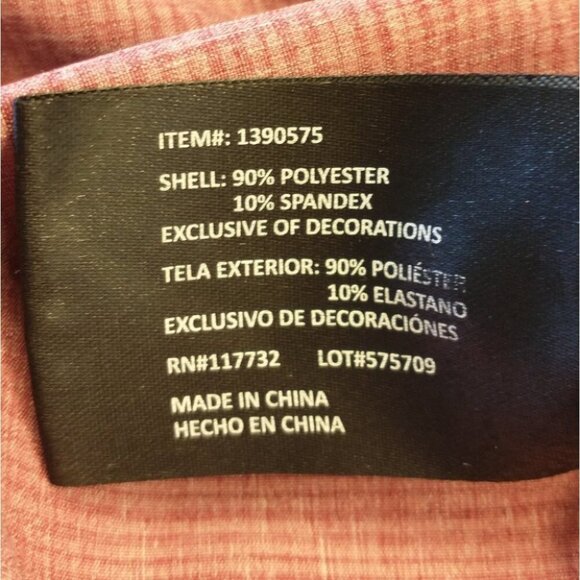 ITEM#: 1390575
SHELL: 90% POLYESTER
10% SPANDEX
EXCLUSIVE OF DECORATIONS
TELA EXTERIOR: 90% POLIÉSTER
10% ELASTANO
EXCLUSIVO DE DECORACIÓNES
RN#117732 LOT#575709
MADE IN CHINA
HECHO EN CHINA